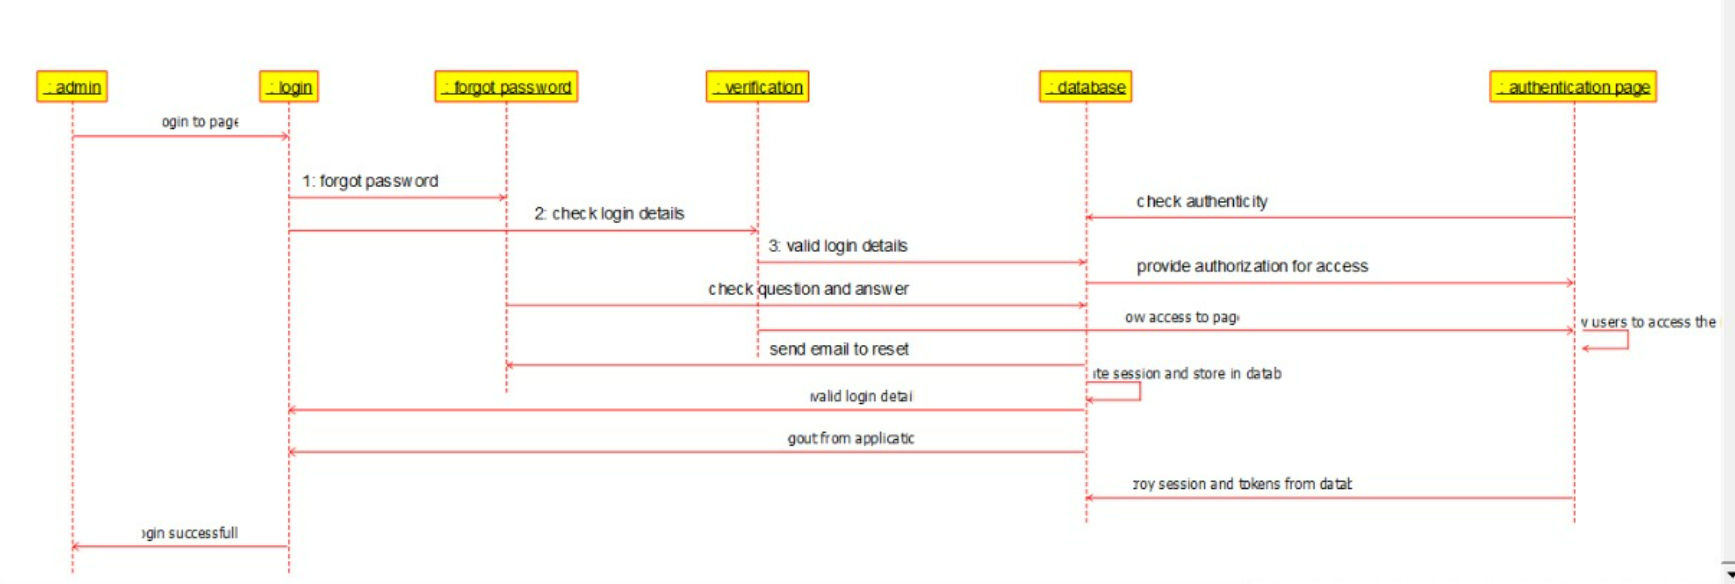 : admin
: login
: forgot password
: verification
: database
: authentication page
ogin to page
1: forgot password
2: check login details
check authenticity
3: valid login details
provide authorization for access
check question and answer
ow access to pag
v users to access the
send email to reset
te session and store in datab
valid login detai
gout from applicatic
roy session and tokens from datab
gin successfull